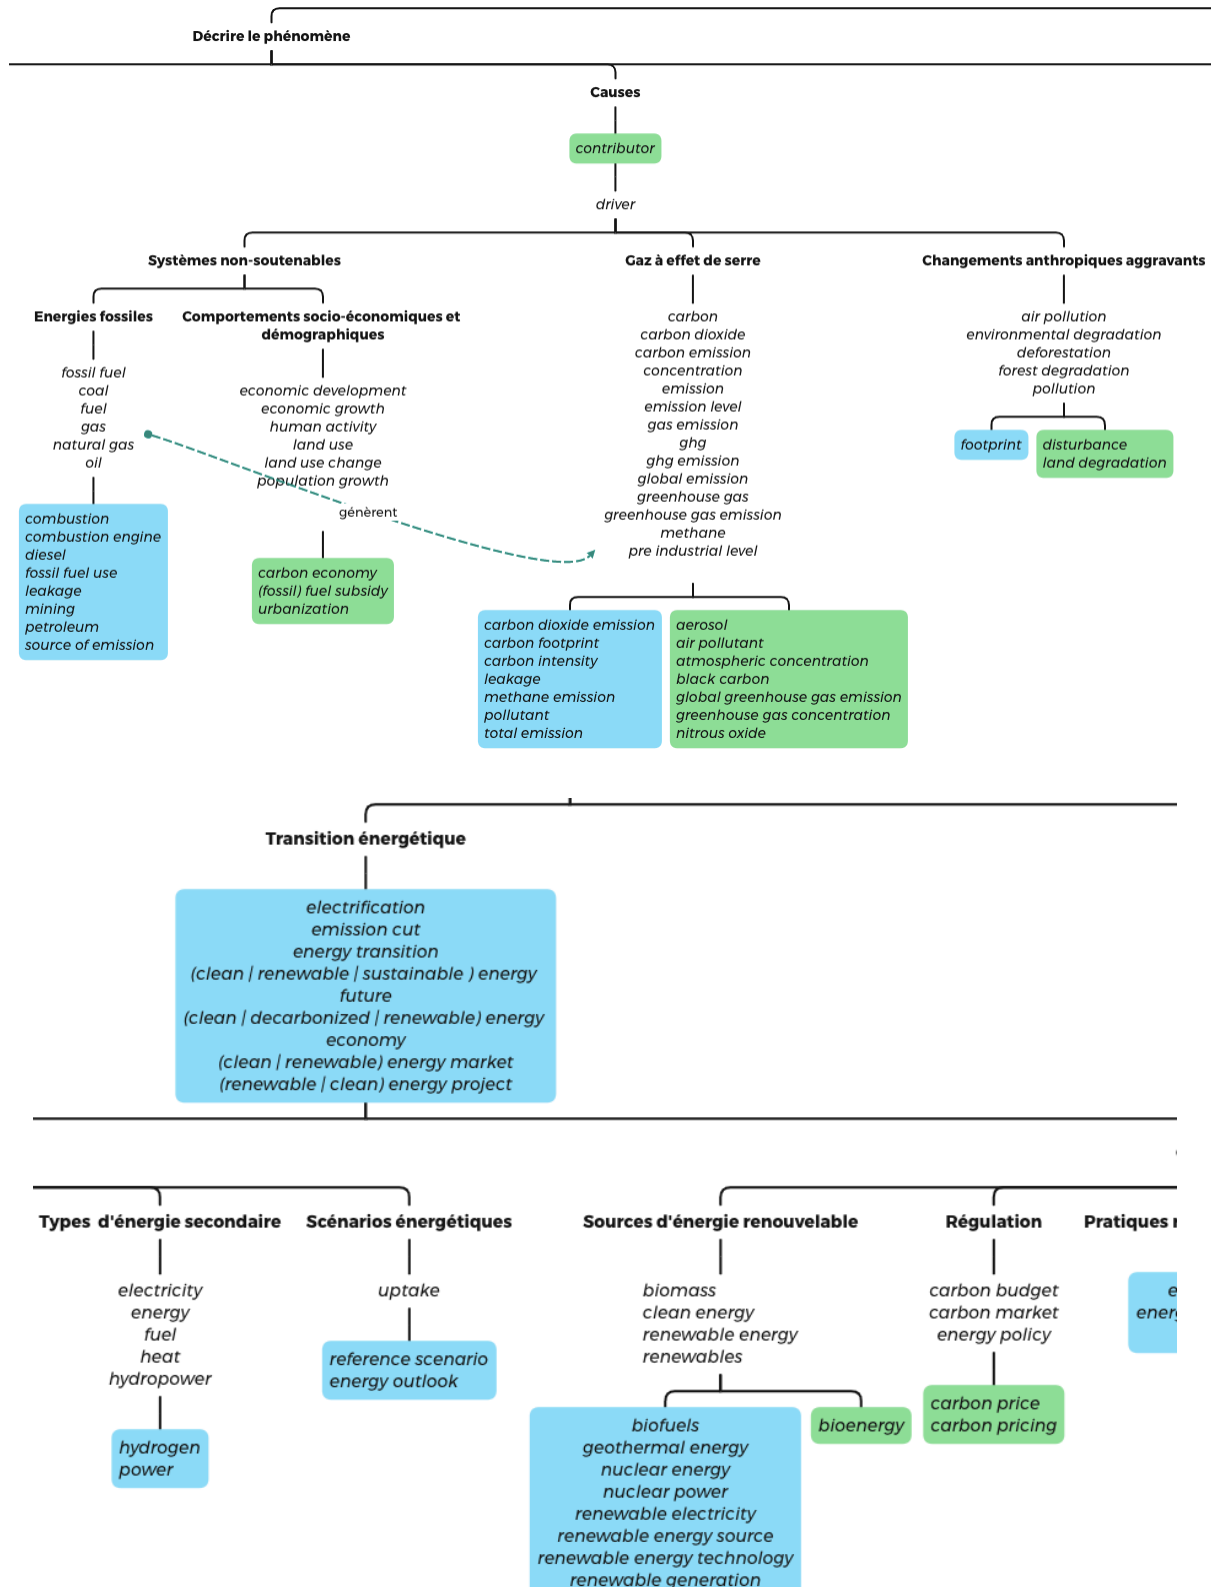 Décrire le phénomène
Causes
contributor
driver
Systèmes non-soutenables
Gaz à effet de serre
Changements anthropiques aggravants
Energies fossiles
Comportements socio-économiques et
démographiques
fossil fuel
coal
fuel
gas
natural gas
oil
combustion
combustion engine
diesel
fossil fuel use
leakage
mining
petroleum
source of emission
economic development
economic growth
human activity
land use
land use change
population growth
génèrent
carbon economy
(fossil) fuel subsidy
urbanization
carbon
carbon dioxide
carbon emission
concentration
emission
emission level
gas emission
ghg
ghg emission
global emission
greenhouse gas
greenhouse gas emission
methane
pre industrial level
carbon dioxide emission
carbon footprint
carbon intensity
leakage
methane emission
pollutant
total emission
aerosol
air pollutant
atmospheric concentration
black carbon
global greenhouse gas emission
greenhouse gas concentration
nitrous oxide
air pollution
environmental degradation
deforestation
forest degradation
pollution
footprint
disturbance
land degradation
Transition énergétique
electrification
emission cut
energy transition
(clean | renewable | sustainable ) energy
future
(clean | decarbonized | renewable) energy
economy
(clean | renewable) energy market
(renewable | clean) energy project
Types d'énergie secondaire
electricity
energy
fuel
heat
hydropower
hydrogen
power
Scénarios énergétiques
uptake
reference scenario
energy outlook
Sources d'énergie renouvelable
biomass
clean energy
renewable energy
renewables
biofuels
geothermal energy
nuclear energy
nuclear power
renewable electricity
renewable energy source
renewable energy technology
renewable generation
bioenergy
Régulation
carbon budget
carbon market
energy policy
carbon price
carbon pricing
Pratiques